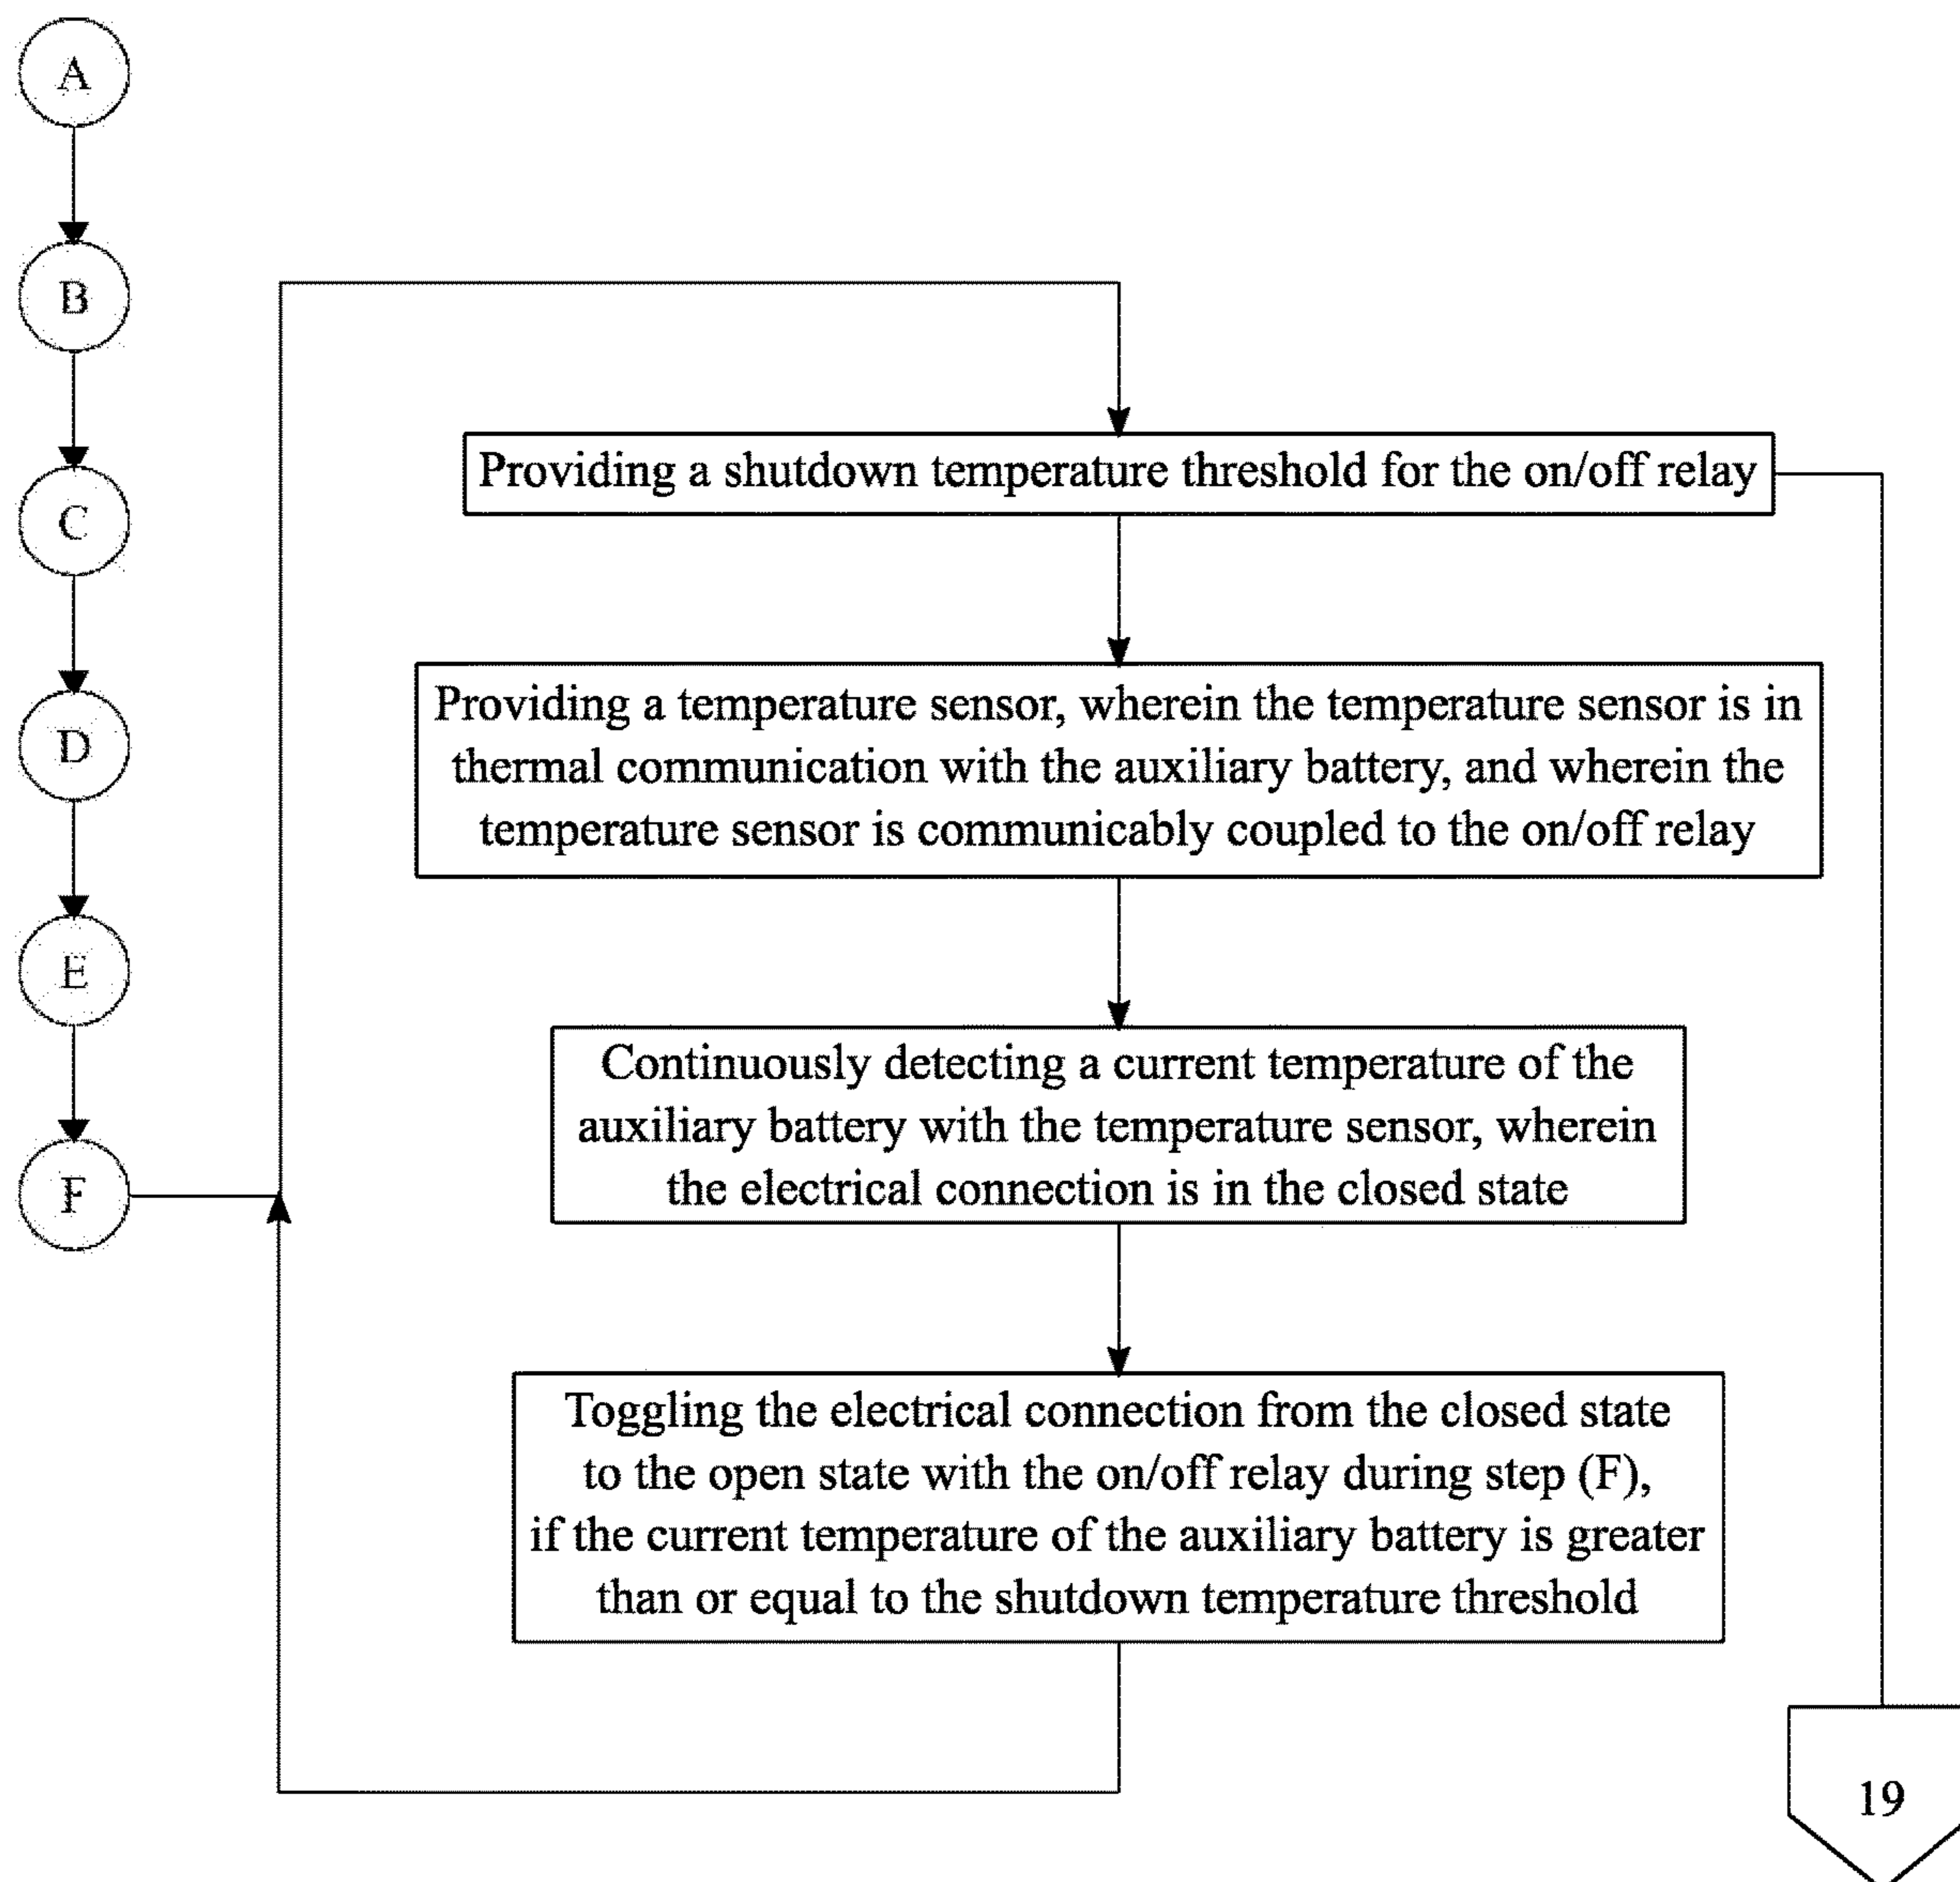 A
B
C
D
E
F
Providing a shutdown temperature threshold for the on/off relay
Providing a temperature sensor, wherein the temperature sensor is in
thermal communication with the auxiliary battery, and wherein the
temperature sensor is communicably coupled to the on/off relay
Continuously detecting a current temperature of the
auxiliary battery with the temperature sensor, wherein
the electrical connection is in the closed state
Toggling the electrical connection from the closed state
to the open state with the on/off relay during step (F),
if the current temperature of the auxiliary battery is greater
than or equal to the shutdown temperature threshold
19